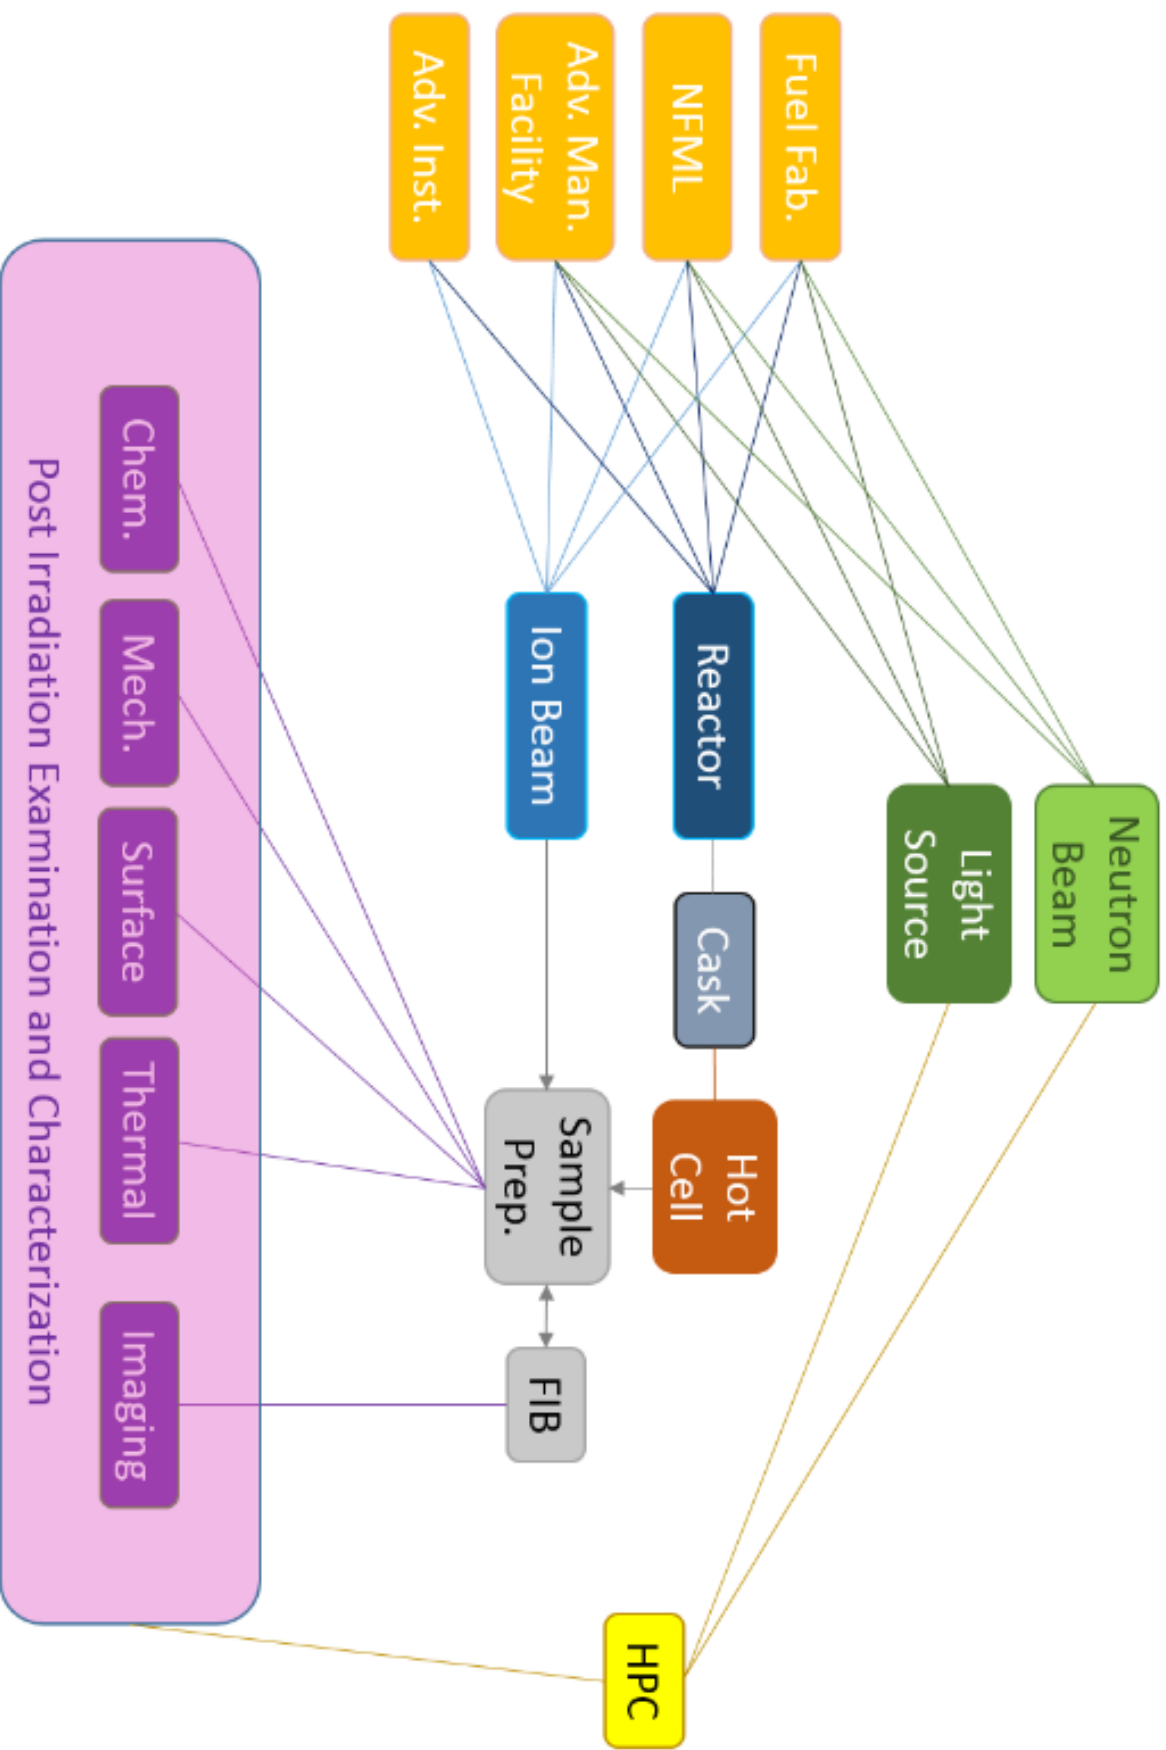 Neutron
Beam
Light
Source
Fuel Fab.
NFML
Adv. Man.
Facility
Adv. Inst.
Reactor
Cask
Hot
Cell
Ion Beam
Sample
Prep.
FIB
HPC
Chem.
Mech.
Surface
Thermal
Imaging
Post Irradiation Examination and Characterization